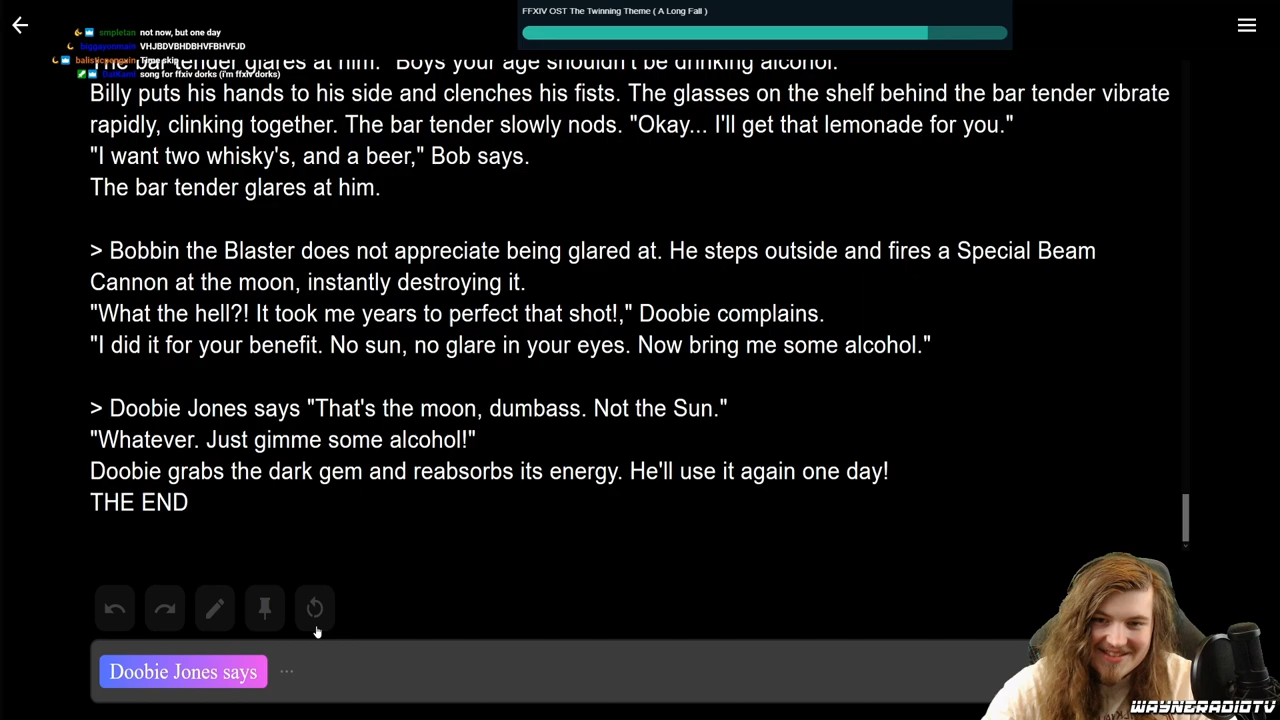 FFXIV OST The Twinning Theme ( A Long Fall )
smpletan not now, but one day
biggayonmain VHJBDVBHDBHVFBHVFJD
balisticpenguin Time skip
song for ffxiv dorks (i'm ffxiv dorks)
The bar tender glares at him. "Boys your age shouldn't be drinking alcohol.
Billy puts his hands to his side and clenches his fists. The glasses on the shelf behind the bar tender vibrate
rapidly, clinking together. The bar tender slowly nods. "Okay... I'll get that lemonade for you."
"I want two whisky's, and a beer," Bob says.
The bar tender glares at him.
> Bobbin the Blaster does not appreciate being glared at. He steps outside and fires a Special Beam
Cannon at the moon, instantly destroying it.
"What the hell?! It took me years to perfect that shot!," Doobie complains.
"I did it for your benefit. No sun, no glare in your eyes. Now bring me some alcohol."
> Doobie Jones says "That's the moon, dumbass. Not the Sun."
"Whatever. Just gimme some alcohol!"
Doobie grabs the dark gem and reabsorbs its energy. He'll use it again one day!
THE END
Doobie Jones says ...
WAYNERADIOTV